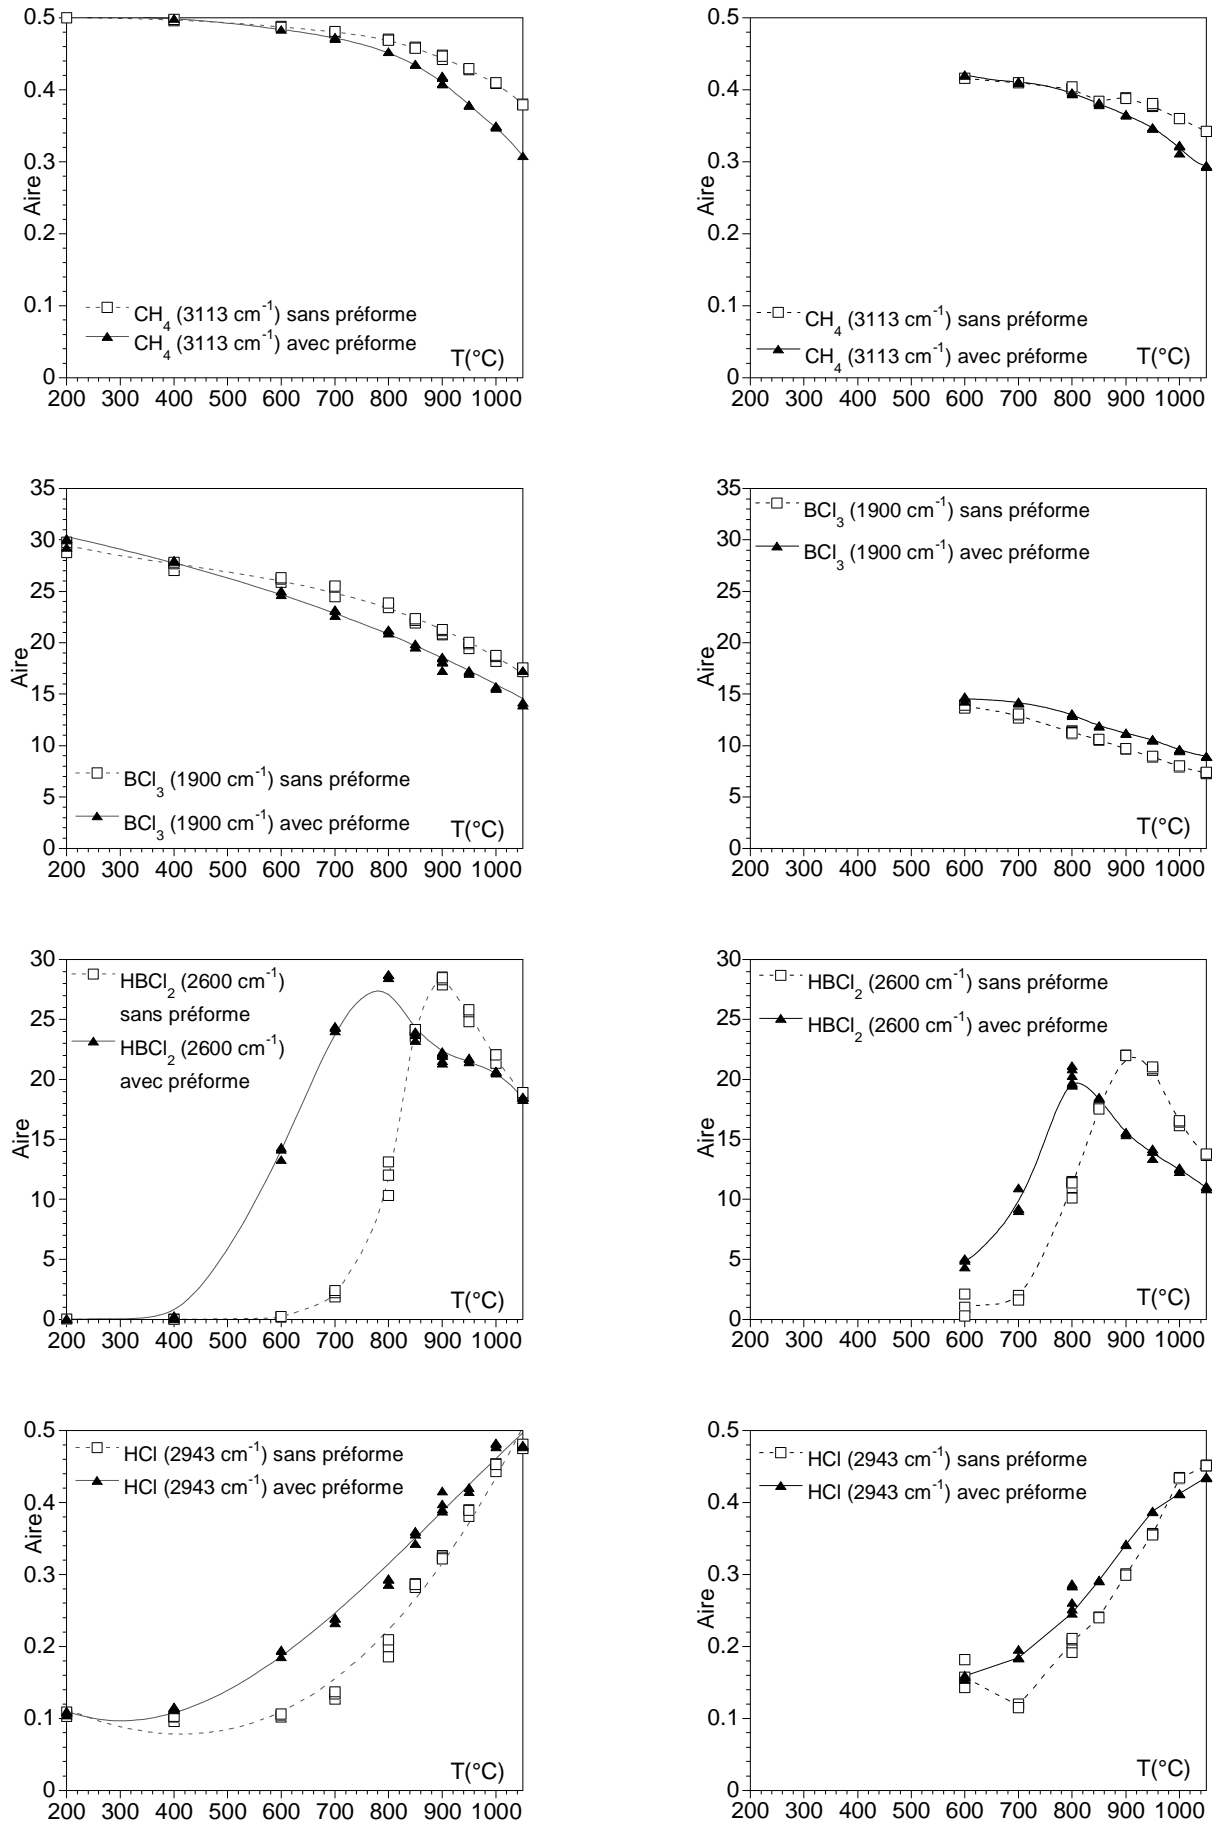 0.5
0.4
0.3
0.2
0.1
0
Aire
CH4 (3113 cm-1) sans préforme
CH4 (3113 cm-1) avec préforme
T(°C)
200 300 400 500 600 700 800 900 1000
0.5
0.4
0.3
0.2
0.1
0
Aire
CH4 (3113 cm-1) sans préforme
CH4 (3113 cm-1) avec préforme
T(°C)
200 300 400 500 600 700 800 900 1000
35
30
25
20
15
10
5
0
Aire
BCl3 (1900 cm-1) sans préforme
BCl3 (1900 cm-1) avec préforme
T(°C)
200 300 400 500 600 700 800 900 1000
35
30
25
20
15
10
5
0
Aire
BCl3 (1900 cm-1) sans préforme
BCl3 (1900 cm-1) avec préforme
T(°C)
200 300 400 500 600 700 800 900 1000
30
25
20
15
10
5
0
Aire
HBCl2 (2600 cm-1)
sans préforme
HBCl2 (2600 cm-1)
avec préforme
T(°C)
200 300 400 500 600 700 800 900 1000
30
25
20
15
10
5
0
Aire
HBCl2 (2600 cm-1) sans préforme
HBCl2 (2600 cm-1) avec préforme
T(°C)
200 300 400 500 600 700 800 900 1000
0.5
0.4
0.3
0.2
0.1
0
Aire
HCl (2943 cm-1) sans préforme
HCl (2943 cm-1) avec préforme
T(°C)
200 300 400 500 600 700 800 900 1000
0.5
0.4
0.3
0.2
0.1
0
Aire
HCl (2943 cm-1) sans préforme
HCl (2943 cm-1) avec préforme
T(°C)
200 300 400 500 600 700 800 900 1000